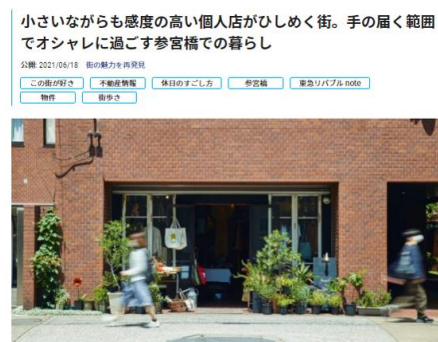 小さいながらも感度の高い個人店がひしめく街。手の届く範囲
でオシャレに過ごす参宮橋での暮らし
公開: 2021/06/18 街の魅力を再発見
この街が好き 不動産情報 休日のすごし方 参宮橋 東急リバブル note
物件 街歩き